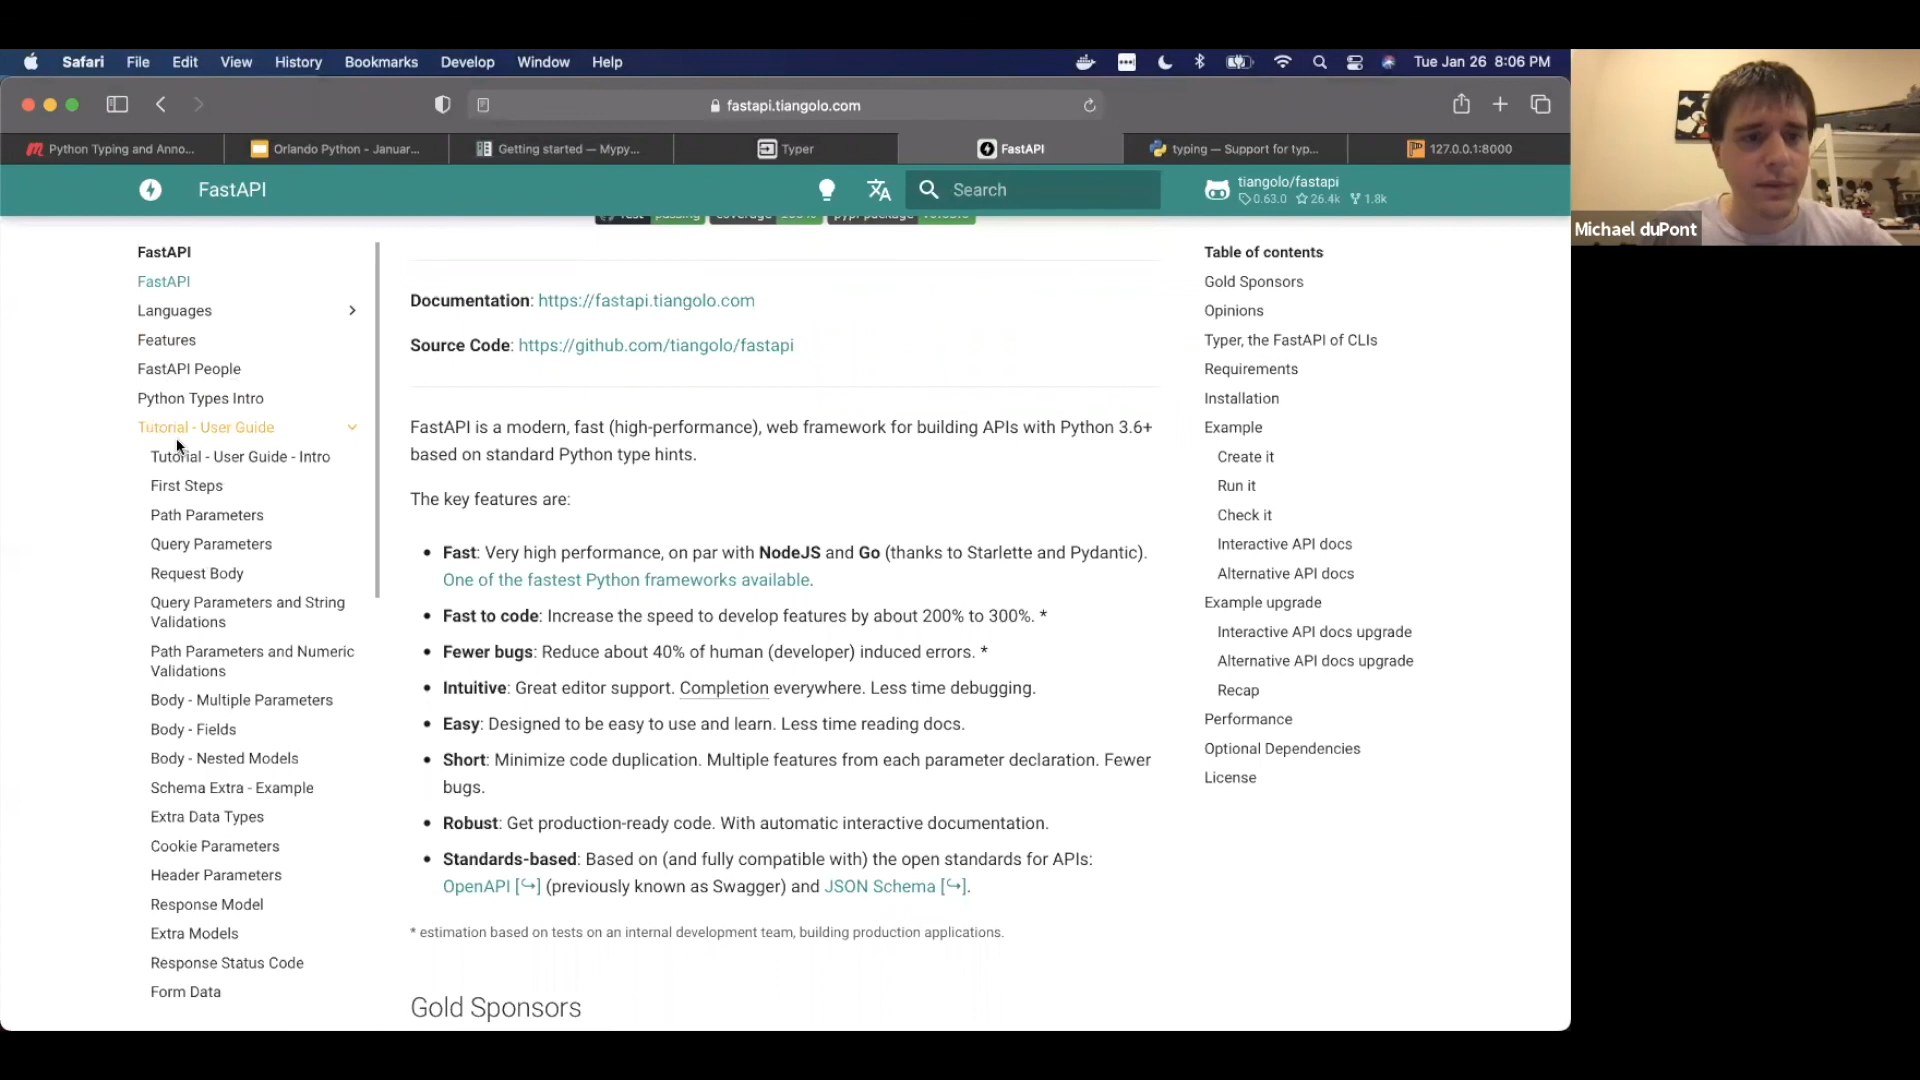 Safari File Edit View History Bookmarks Develop Window Help Tue Jan 26 8:06 PM
fastapi.tiangolo.com
Python Typing and Anno... Orlando Python - Januar... Getting started — Mypy... Typer FastAPI typing — Support for typ... 127.0.0.1:8000
FastAPI Search tiangolo/fastapi
0.63.0 26.4k 1.8k
Michael duPont
FastAPI
FastAPI
Languages
Features
FastAPI People
Python Types Intro
Tutorial - User Guide
Tutorial - User Guide - Intro
First Steps
Path Parameters
Query Parameters
Request Body
Query Parameters and String
Validations
Path Parameters and Numeric
Validations
Body - Multiple Parameters
Body - Fields
Body - Nested Models
Schema Extra - Example
Extra Data Types
Cookie Parameters
Header Parameters
Response Model
Extra Models
Response Status Code
Form Data
Documentation: https://fastapi.tiangolo.com
Source Code: https://github.com/tiangolo/fastapi
FastAPI is a modern, fast (high-performance), web framework for building APIs with Python 3.6+
based on standard Python type hints.
The key features are:
• Fast: Very high performance, on par with NodeJS and Go (thanks to Starlette and Pydantic).
One of the fastest Python frameworks available.
• Fast to code: Increase the speed to develop features by about 200% to 300%. *
• Fewer bugs: Reduce about 40% of human (developer) induced errors. *
• Intuitive: Great editor support. Completion everywhere. Less time debugging.
• Easy: Designed to be easy to use and learn. Less time reading docs.
• Short: Minimize code duplication. Multiple features from each parameter declaration. Fewer
bugs.
• Robust: Get production-ready code. With automatic interactive documentation.
• Standards-based: Based on (and fully compatible with) the open standards for APIs:
OpenAPI [↪] (previously known as Swagger) and JSON Schema [↪].
* estimation based on tests on an internal development team, building production applications.
Gold Sponsors
Table of contents
Gold Sponsors
Opinions
Typer, the FastAPI of CLIs
Requirements
Installation
Example
Create it
Run it
Check it
Interactive API docs
Alternative API docs
Example upgrade
Interactive API docs upgrade
Alternative API docs upgrade
Recap
Performance
Optional Dependencies
License